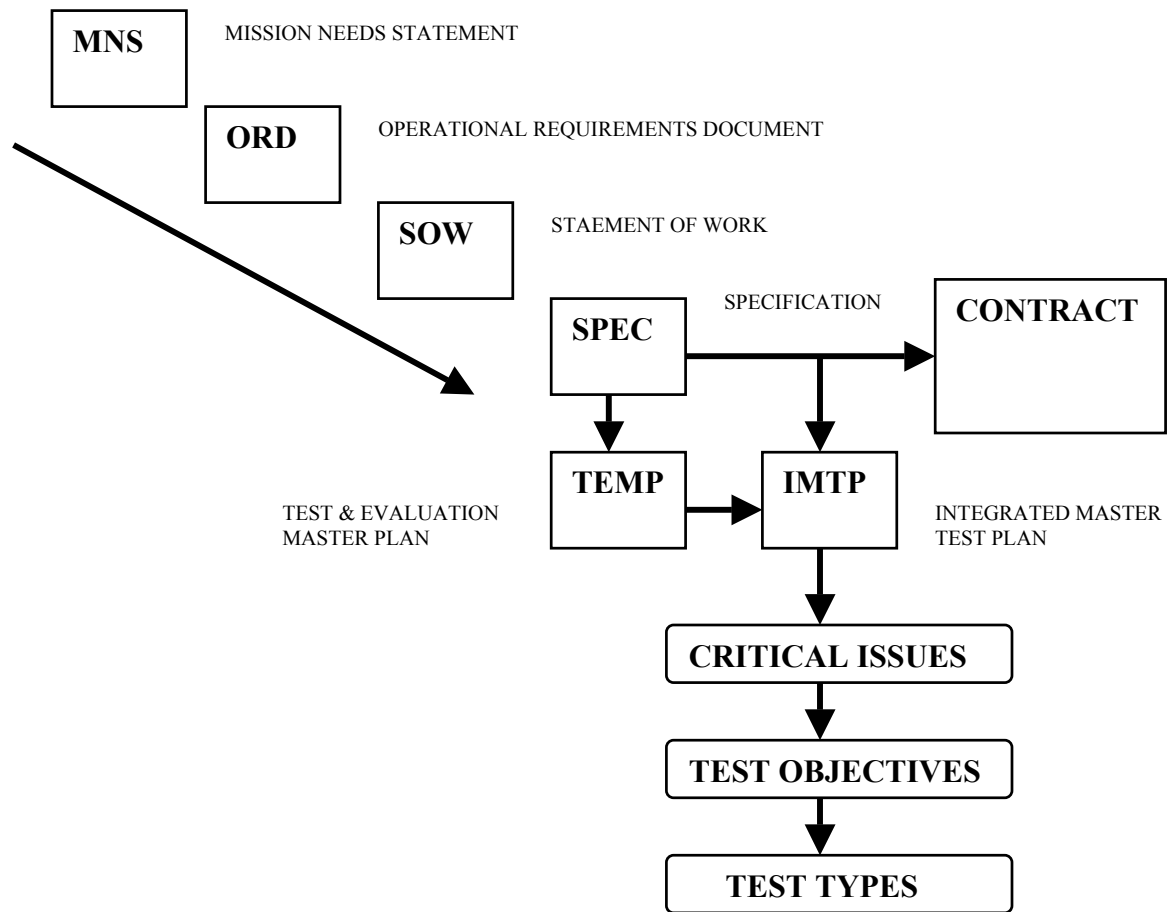 MNS
MISSION NEEDS STATEMENT
ORD
OPERATIONAL REQUIREMENTS DOCUMENT
SOW
STAEMENT OF WORK
SPEC
SPECIFICATION
CONTRACT
TEMP
IMTP
TEST & EVALUATION
MASTER PLAN
INTEGRATED MASTER
TEST PLAN
CRITICAL ISSUES
TEST OBJECTIVES
TEST TYPES